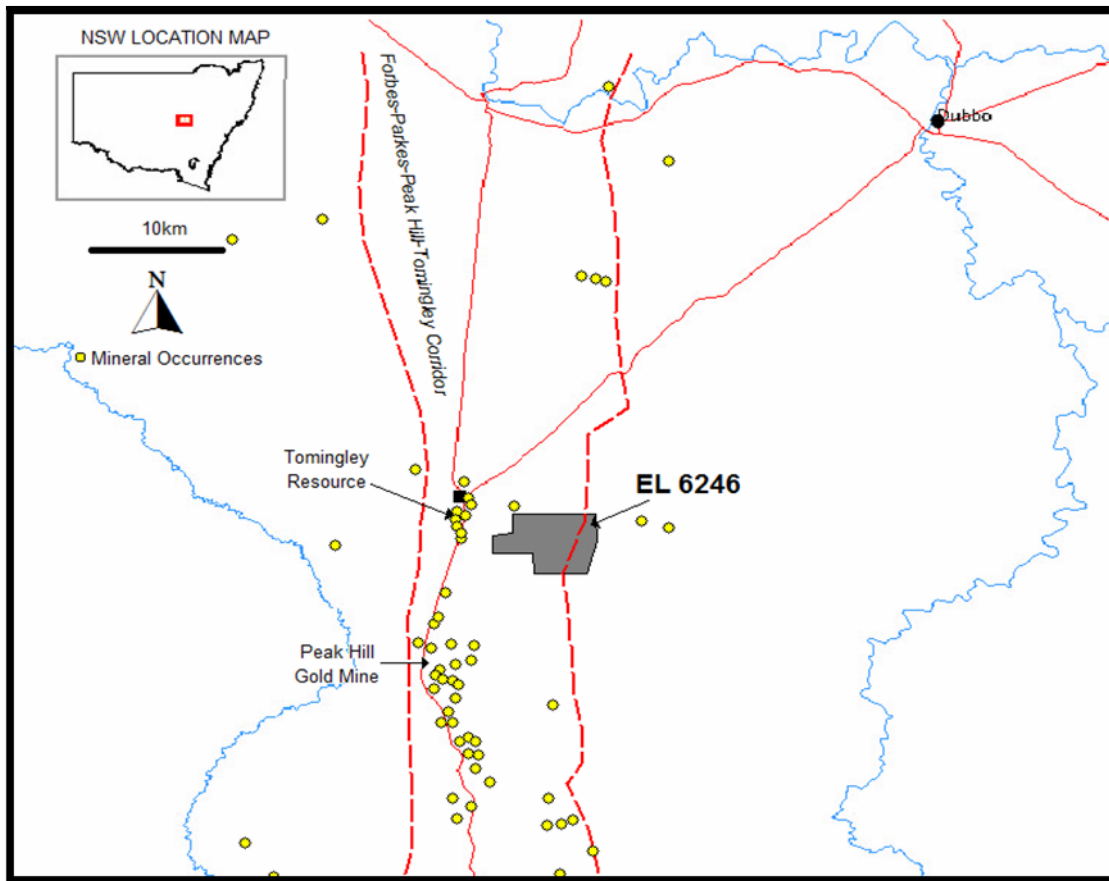 NSW LOCATION MAP
10km
N
Mineral Occurrences
Forbes-Parkes-Peak Hill-Tomingley Corridor
Dubbo
Tomingley
Resource
EL 6246
Peak Hill
Gold Mine